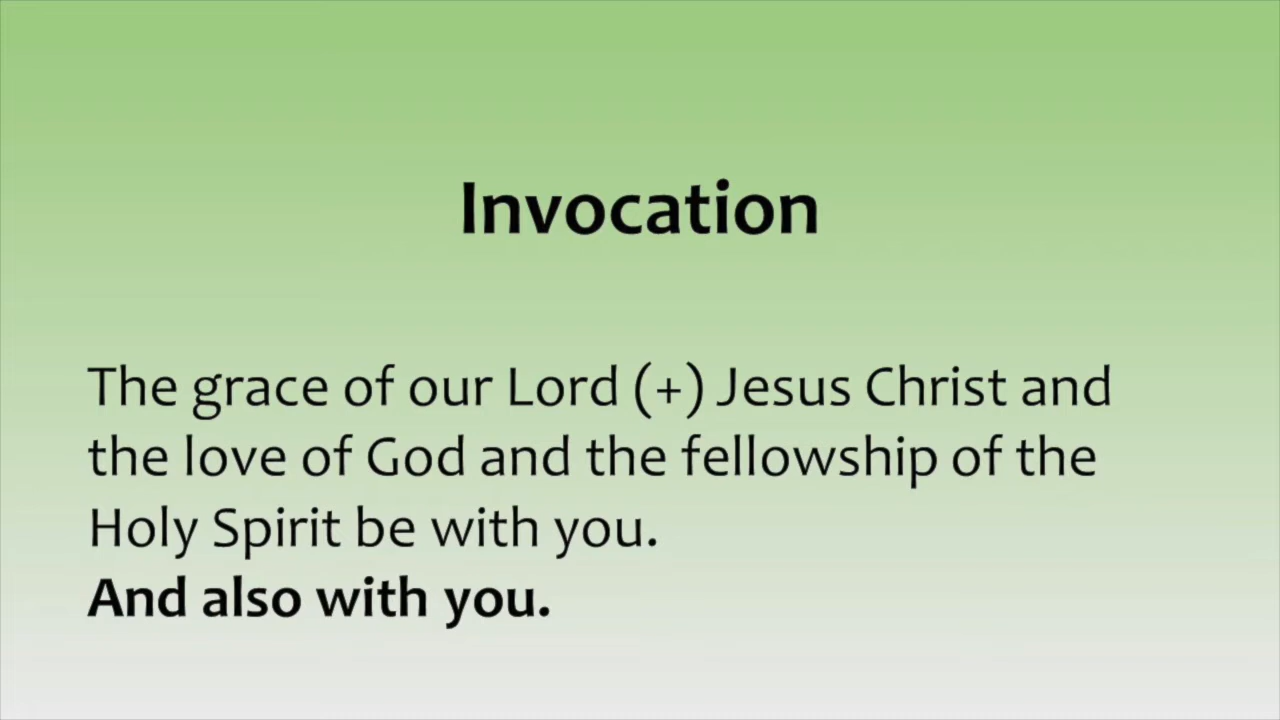 Invocation
The grace of our Lord (+) Jesus Christ and
the love of God and the fellowship of the
Holy Spirit be with you.
And also with you.